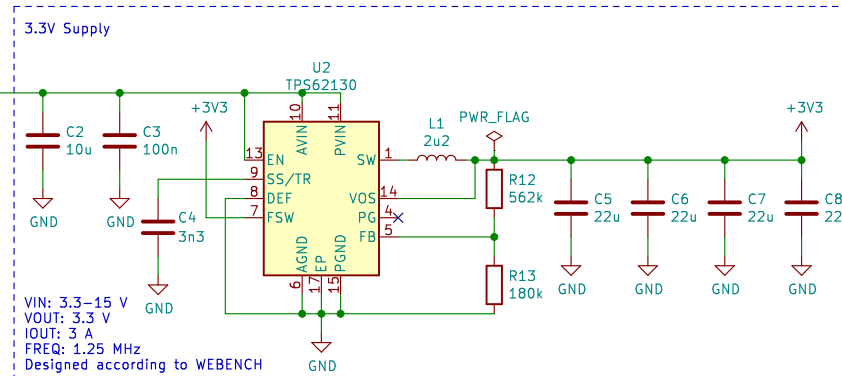 3.3V Supply
U2
TPS62130
+3V3
PWR_FLAG
+3V3
10
11
L1
2u2
C2
10u
C3
100n
AVIN
PVIN
13
EN
SW
1
9
SS/TR
8
DEF
VOS
14
7
FSW
PG
4
FB
5
R12
562k
C4
3n3
C5
22u
C6
22u
C7
22u
C8
22
GND
GND
AGND
EP
PGND
6
17
15
R13
180k
GND
GND
GND
GND
GND
GND
VIN: 3.3-15 V
VOUT: 3.3 V
IOUT: 3 A
FREQ: 1.25 MHz
Designed according to WEBENCH